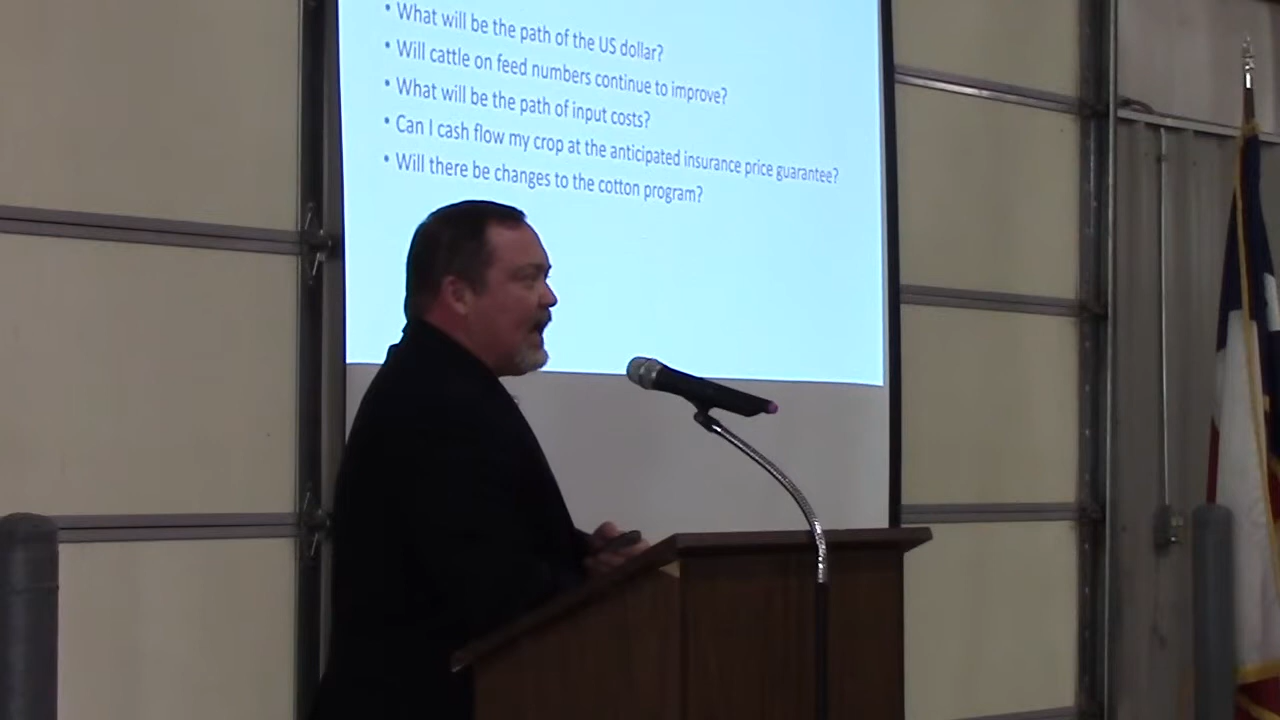 • What will be the path of the US dollar?
• Will cattle on feed numbers continue to improve?
• What will be the path of input costs?
• Can I cash flow my crop at the anticipated insurance price guarantee?
• Will there be changes to the cotton program?